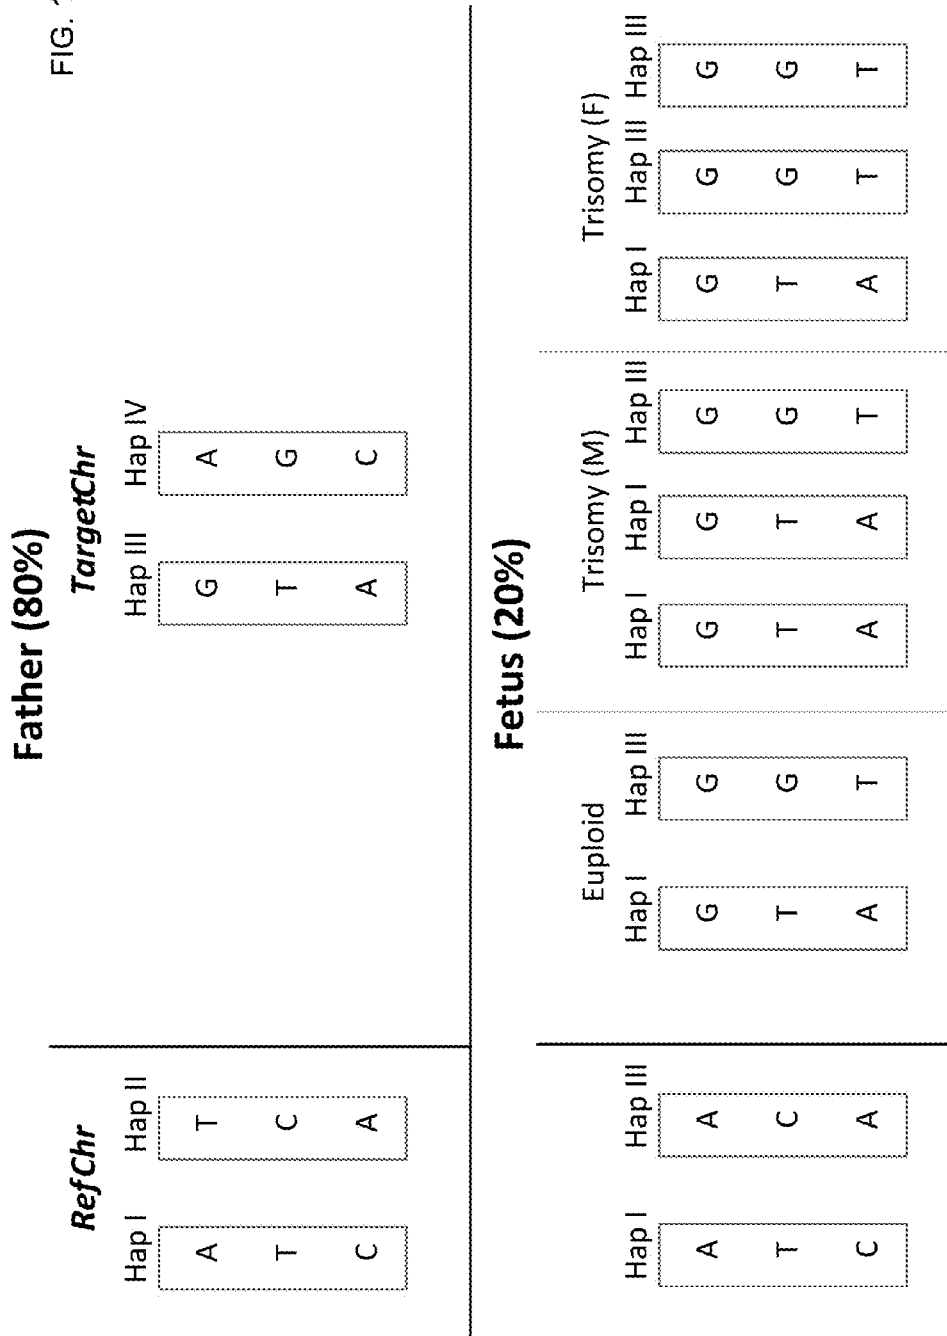 Father (80%)
FIG.
RefChr TargetChr
Hap I Hap II Hap III Hap IV
A T G A
T C T G
C A A C
Fetus (20%)
Euploid Trisomy (M) Trisomy (F)
Hap I Hap III Hap I Hap III Hap I Hap I Hap III Hap I Hap III Hap III
A A G G G G G G G G
T C T G T T G T G G
C A A T A A T A T T